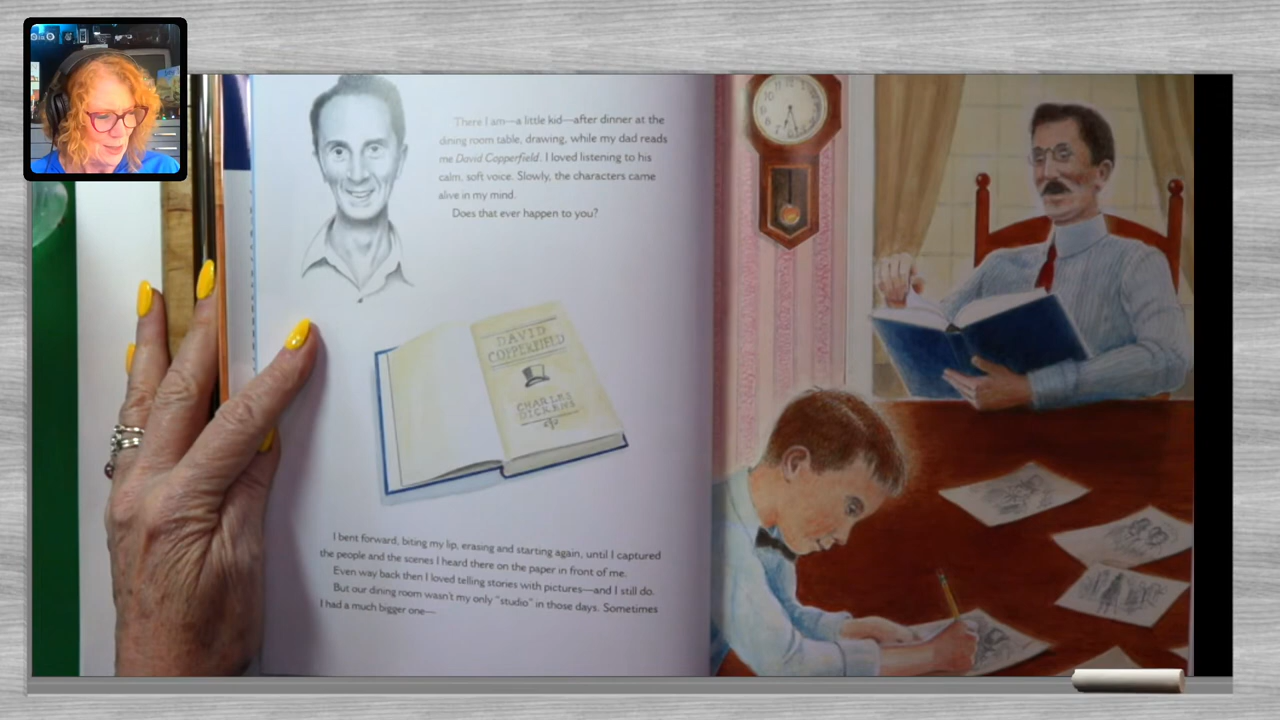 There I am—a little kid—after dinner at the
dining room table, drawing, while my dad reads
me David Copperfield. I loved listening to his
calm, soft voice. Slowly, the characters came
alive in my mind.
Does that ever happen to you?
DAVID
COPPERFIELD
CHARLES
DICKENS
I bent forward, biting my lip, erasing and starting again, until I captured
the people and the scenes I heard there on the paper in front of me.
Even way back then I loved telling stories with pictures—and I still do.
But our dining room wasn't my only "studio" in those days. Sometimes
I had a much bigger one—